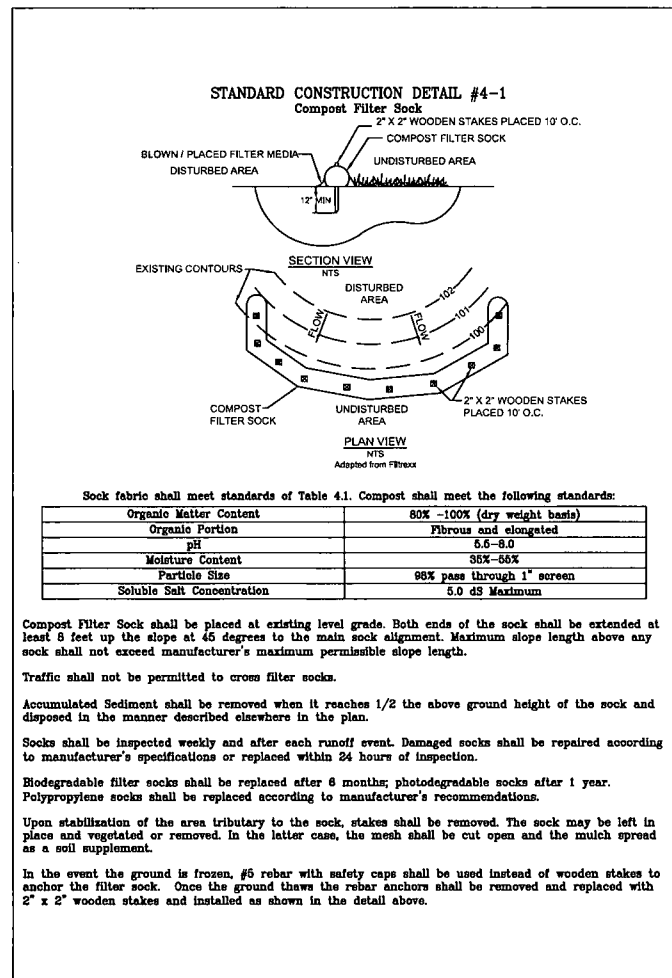 STANDARD CONSTRUCTION DETAIL #4-1
Compost Filter Sock
2" X 2" WOODEN STAKES PLACED 10' O.C.
COMPOST FILTER SOCK
BLOWN / PLACED FILTER MEDIA
DISTURBED AREA
UNDISTURBED AREA
12" MIN
SECTION VIEW
NTS
EXISTING CONTOURS
DISTURBED
AREA
102
101
100
FLOW
FLOW
COMPOST
FILTER SOCK
UNDISTURBED
AREA
2" X 2" WOODEN STAKES
PLACED 10' O.C.
PLAN VIEW
NTS
Adapted from Filtrexx
Sock fabric shall meet standards of Table 4.1. Compost shall meet the following standards:
Organic Matter Content 80% -100% (dry weight basis)
Organic Portion Fibrous and elongated
pH 5.5-8.0
Moisture Content 35%-55%
Particle Size 98% pass through 1" screen
Soluble Salt Concentration 5.0 dS Maximum
Compost Filter Sock shall be placed at existing level grade. Both ends of the sock shall be extended at
least 8 feet up the slope at 45 degrees to the main sock alignment. Maximum slope length above any
sock shall not exceed manufacturer's maximum permissible slope length.
Traffic shall not be permitted to cross filter socks.
Accumulated Sediment shall be removed when it reaches 1/2 the above ground height of the sock and
disposed in the manner described elsewhere in the plan.
Socks shall be inspected weekly and after each runoff event. Damaged socks shall be repaired according
to manufacturer's specifications or replaced within 24 hours of inspection.
Biodegradable filter socks shall be replaced after 6 months; photodegradable socks after 1 year.
Polypropylene socks shall be replaced according to manufacturer's recommendations.
Upon stabilization of the area tributary to the sock, stakes shall be removed. The sock may be left in
place and vegetated or removed. In the latter case, the mesh shall be cut open and the mulch spread
as a soil supplement.
In the event the ground is frozen, #5 rebar with safety caps shall be used instead of wooden stakes to
anchor the filter sock. Once the ground thaws the rebar anchors shall be removed and replaced with
2" x 2" wooden stakes and installed as shown in the detail above.